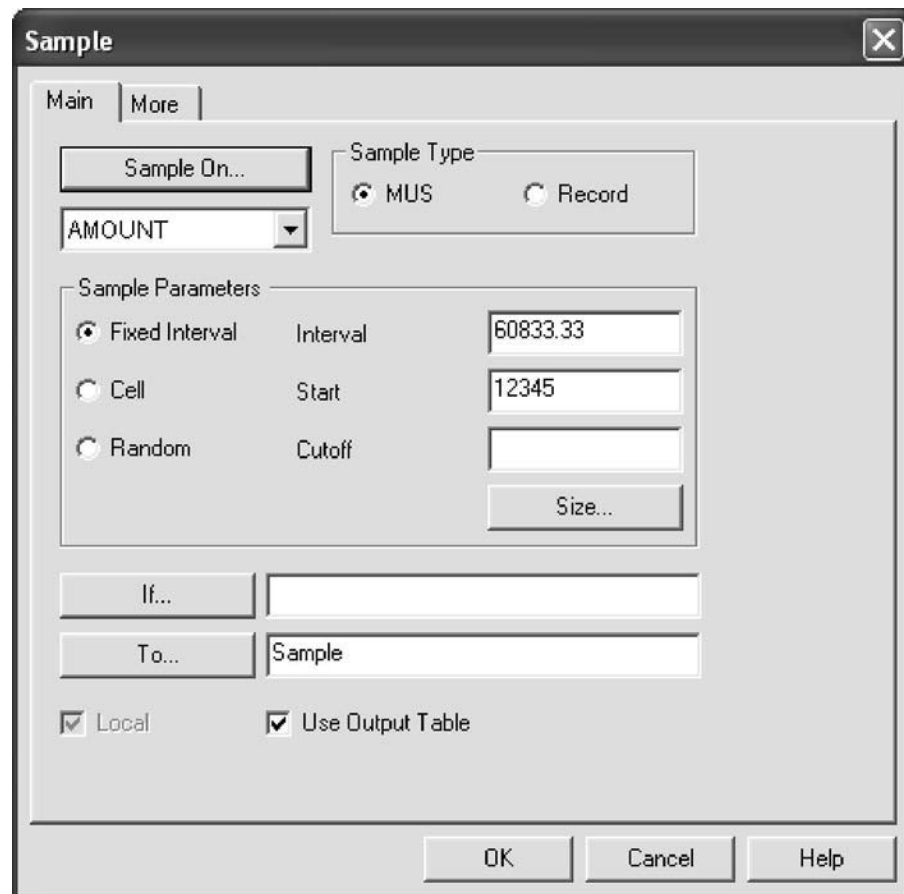 Sample
Main More
Sample On...
Sample Type
MUS Record
AMOUNT
Sample Parameters
Fixed Interval Interval 60833.33
Cell Start 12345
Random Cutoff
Size...
If...
To... Sample
Local Use Output Table
OK Cancel Help